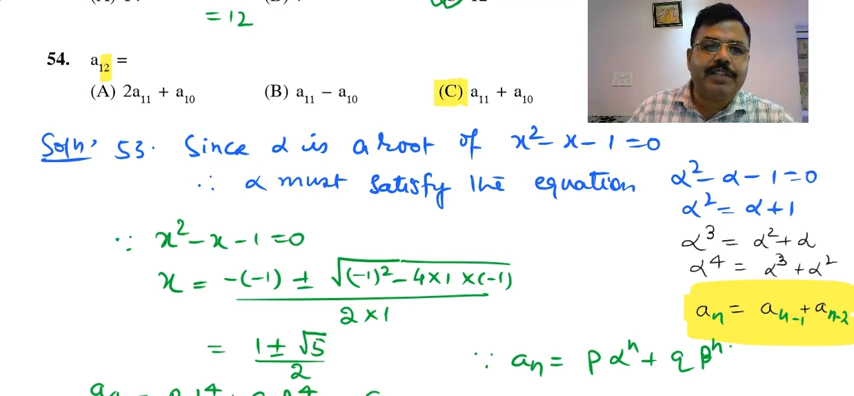 = 12
54. a₁₂ =
(A) 2a₁₁ + a₁₀ (B) a₁₁ − a₁₀ (C) a₁₁ + a₁₀
Soln' 53. Since α is a root of x² − x − 1 = 0
∴ α must satisfy the equation α² − α − 1 = 0
α² = α + 1
∵ x² − x − 1 = 0
α³ = α² + α
α⁴ = α³ + α²
x = −(−1) ± √(−1)² − 4×1×(−1)
2×1
aₙ = aₙ₋₁ + aₙ₋₂
= 1 ± √5
2
∵ aₙ = pαⁿ + qβⁿ.